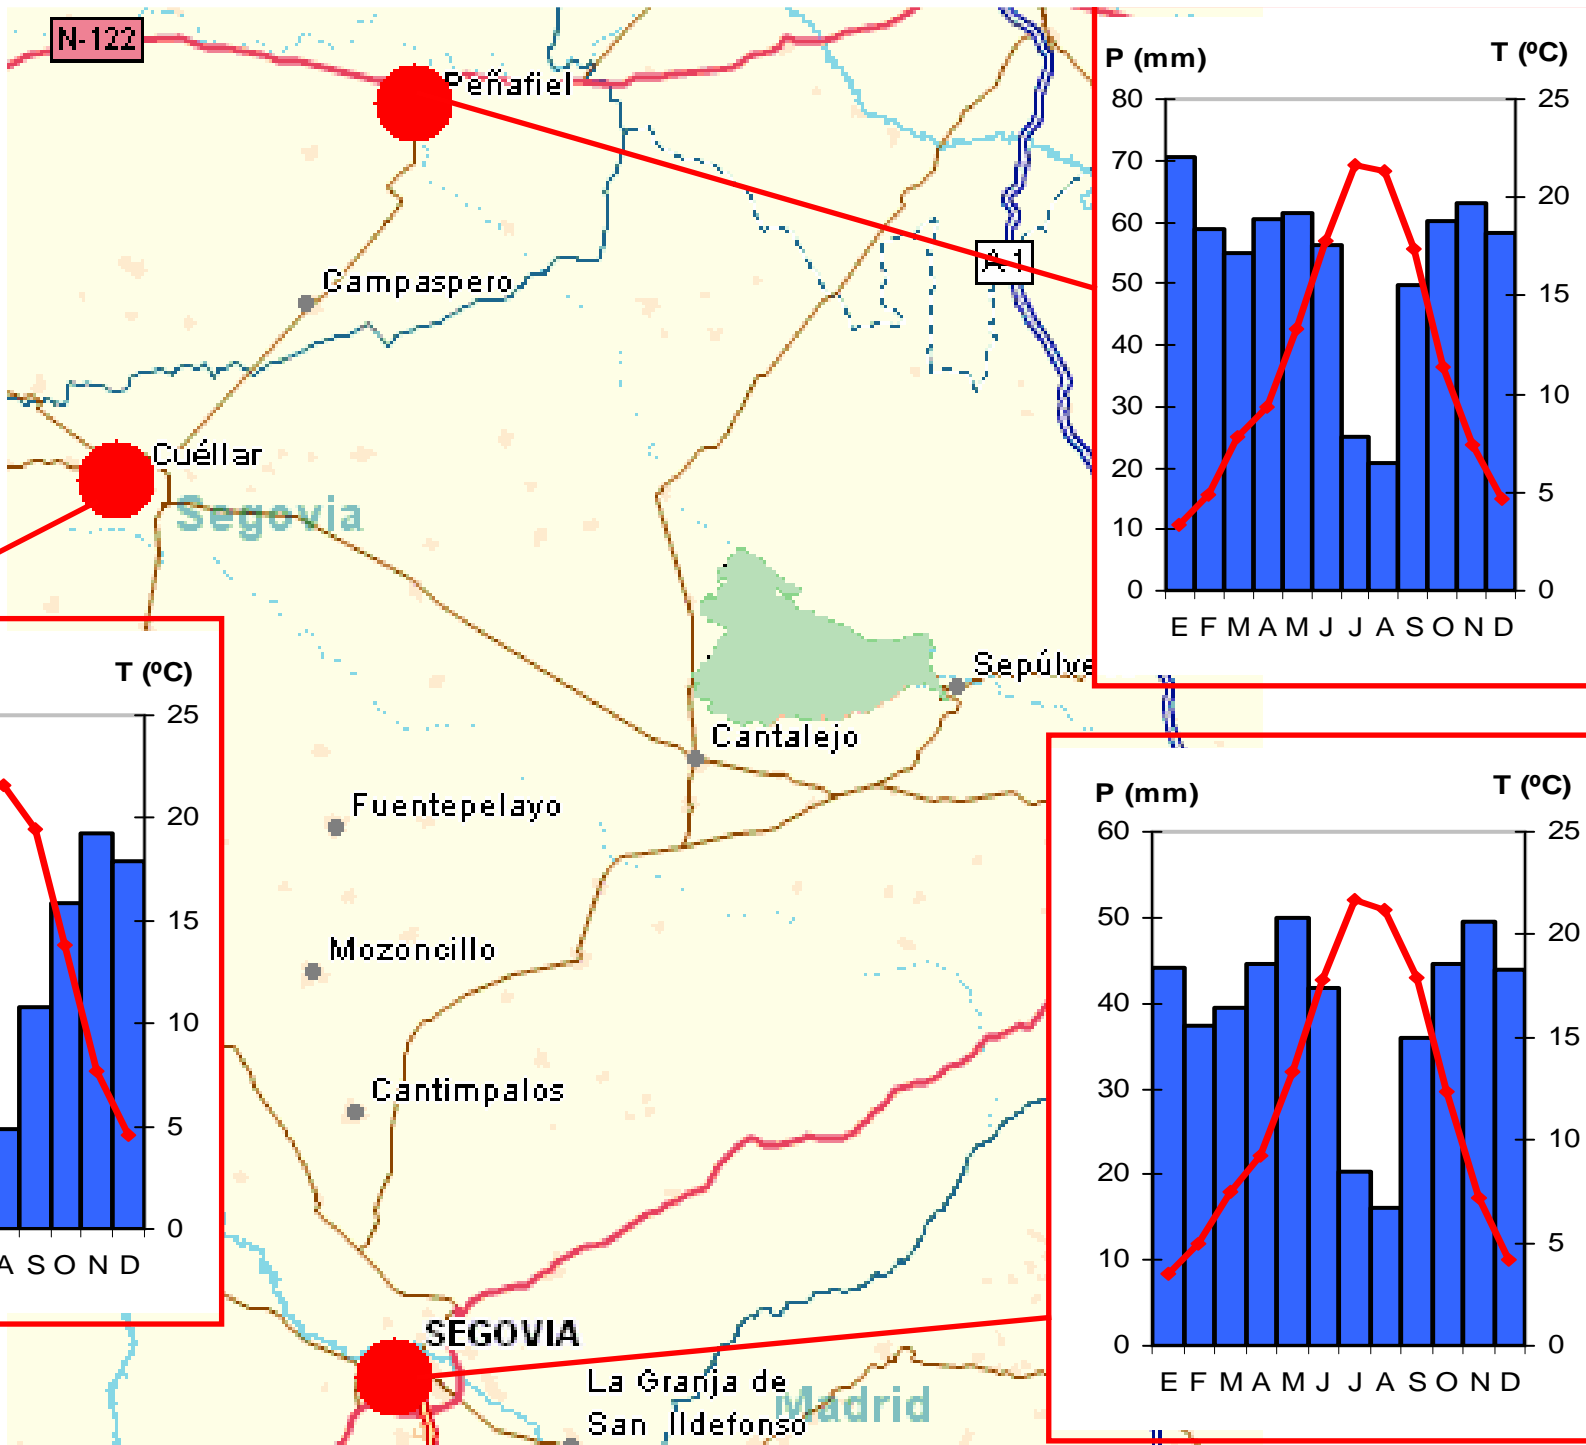 N-122
Peñafiel
Campaspero
A-1
Cuéllar
Segovia
Sepúlve
Cantalejo
Fuentepelayo
Mozoncillo
Cantimpalos
SEGOVIA
La Granja de
San Ildefonso
Madrid
P (mm) T (ºC)
80 25
70
60 20
50
40 15
30 10
20
10 5
0 0
E F M A M J J A S O N D
T (ºC)
25
20
15
10
5
0
A S O N D
P (mm) T (ºC)
60 25
50
40 20
30 15
20 10
10 5
0 0
E F M A M J J A S O N D